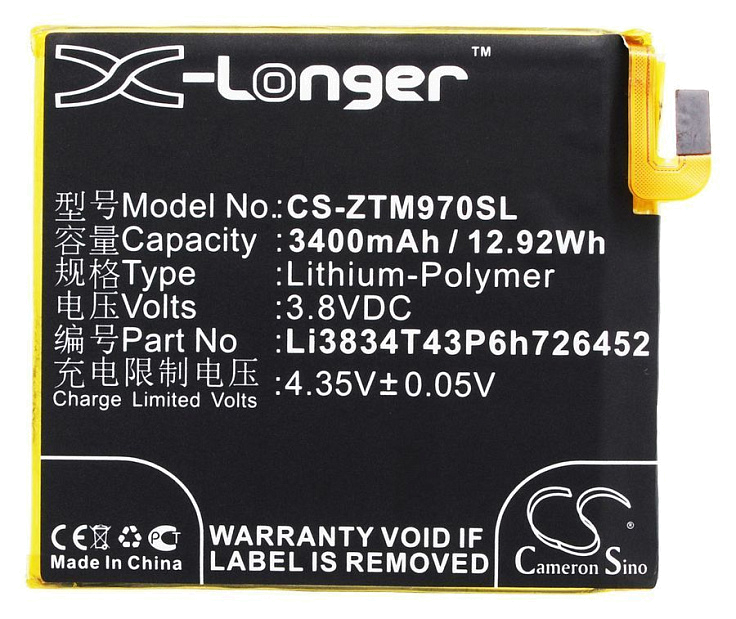 X-Longer™
型号Model No.:CS-ZTM970SL
容量Capacity :3400mAh / 12.92Wh
规格Type :Lithium-Polymer
电压Volts :3.8VDC
编号Part No :Li3834T43P6h726452
充电限制电压 :4.35V±0.05V
Charge Limited Volts
CE PCT
Made In China
WARRANTY VOID IF
LABEL IS REMOVED
CS®
Cameron Sino